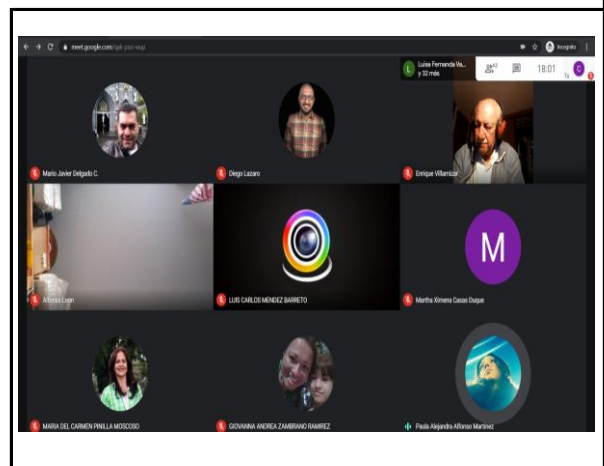 meet.google.com/
Incognito
Luisa Fernanda Va...
y 32 más
18:01
Mario Javier Delgado C.
Diego Lazaro
Enrique Villamizar
Alfonso León
LUIS CARLOS MENDEZ BARRETO
M
Martha Ximena Casas Duque
MARIA DEL CARMEN PINILLA MOSCOSO
GIOVANNA ANDREA ZAMBRANO RAMIREZ
Paula Alejandra Alfonso Martinez